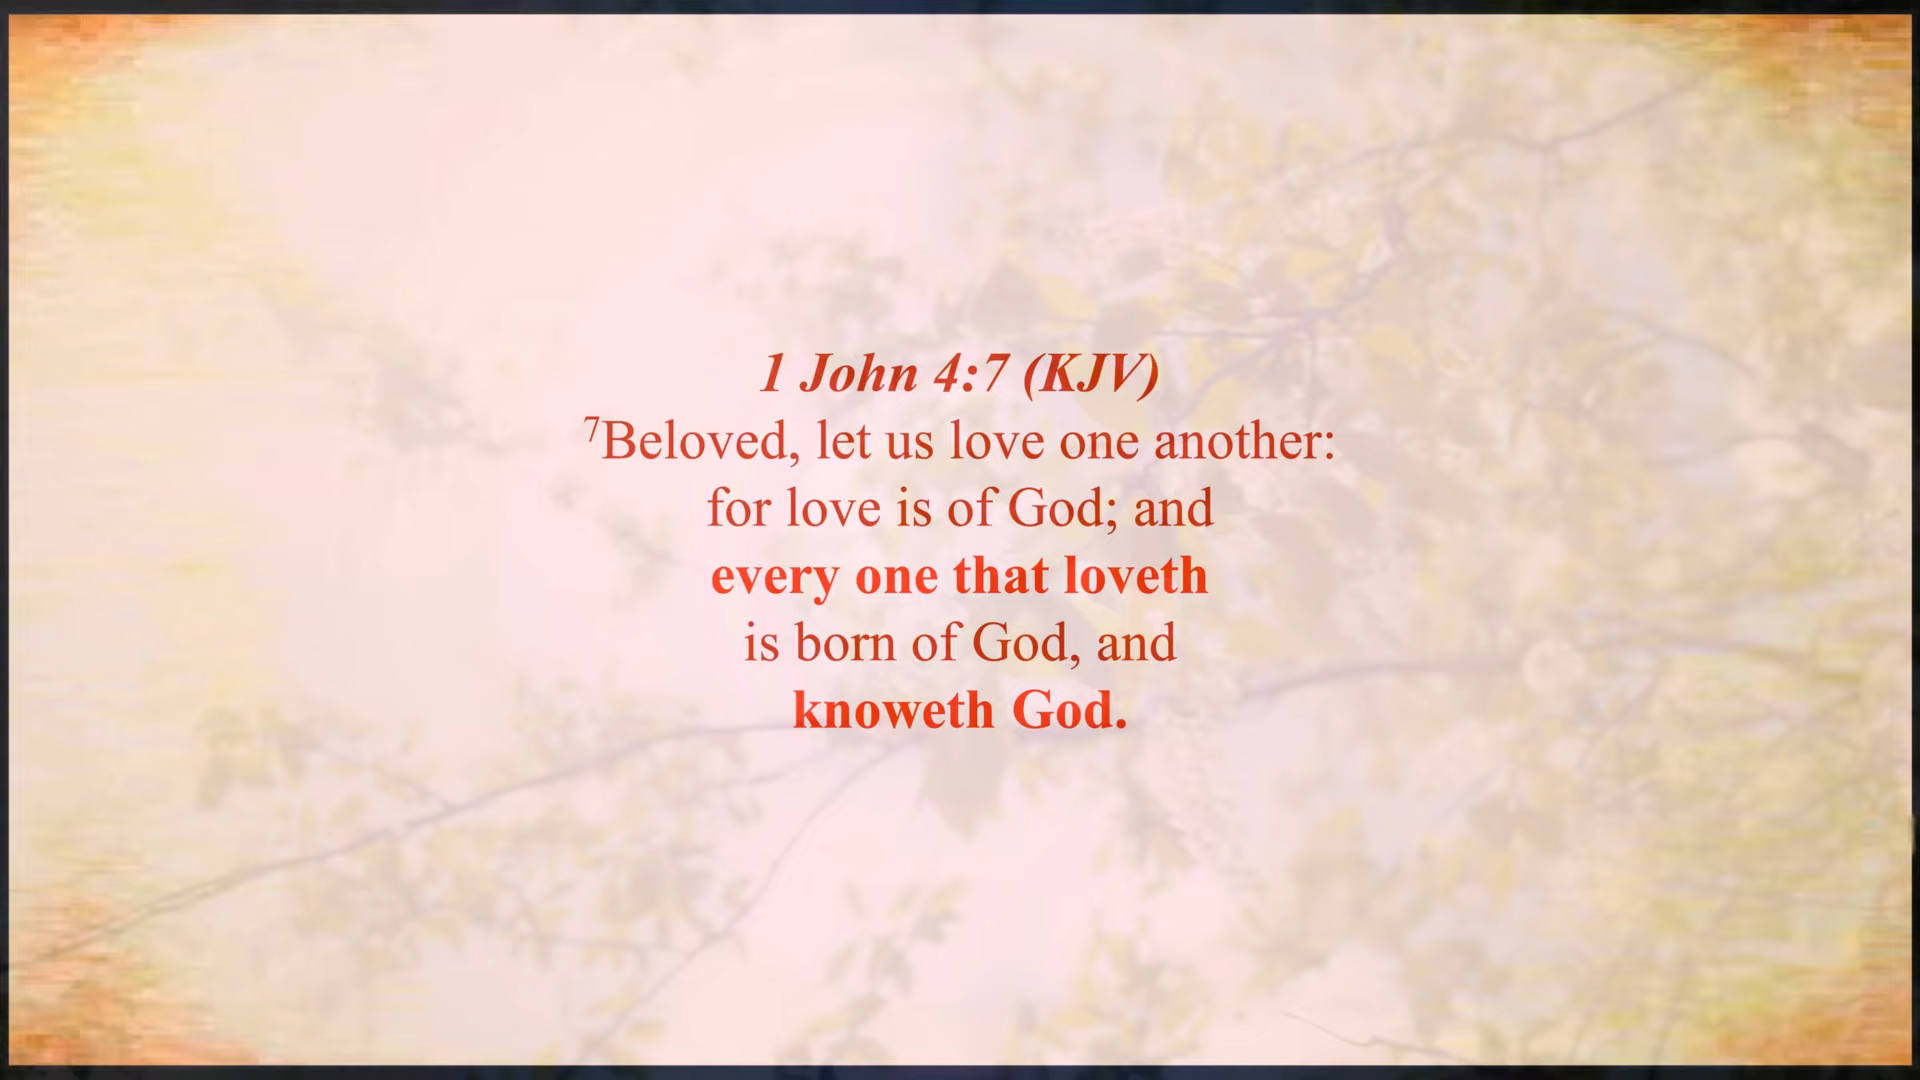 1 John 4:7 (KJV)
⁷Beloved, let us love one another:
for love is of God; and
every one that loveth
is born of God, and
knoweth God.